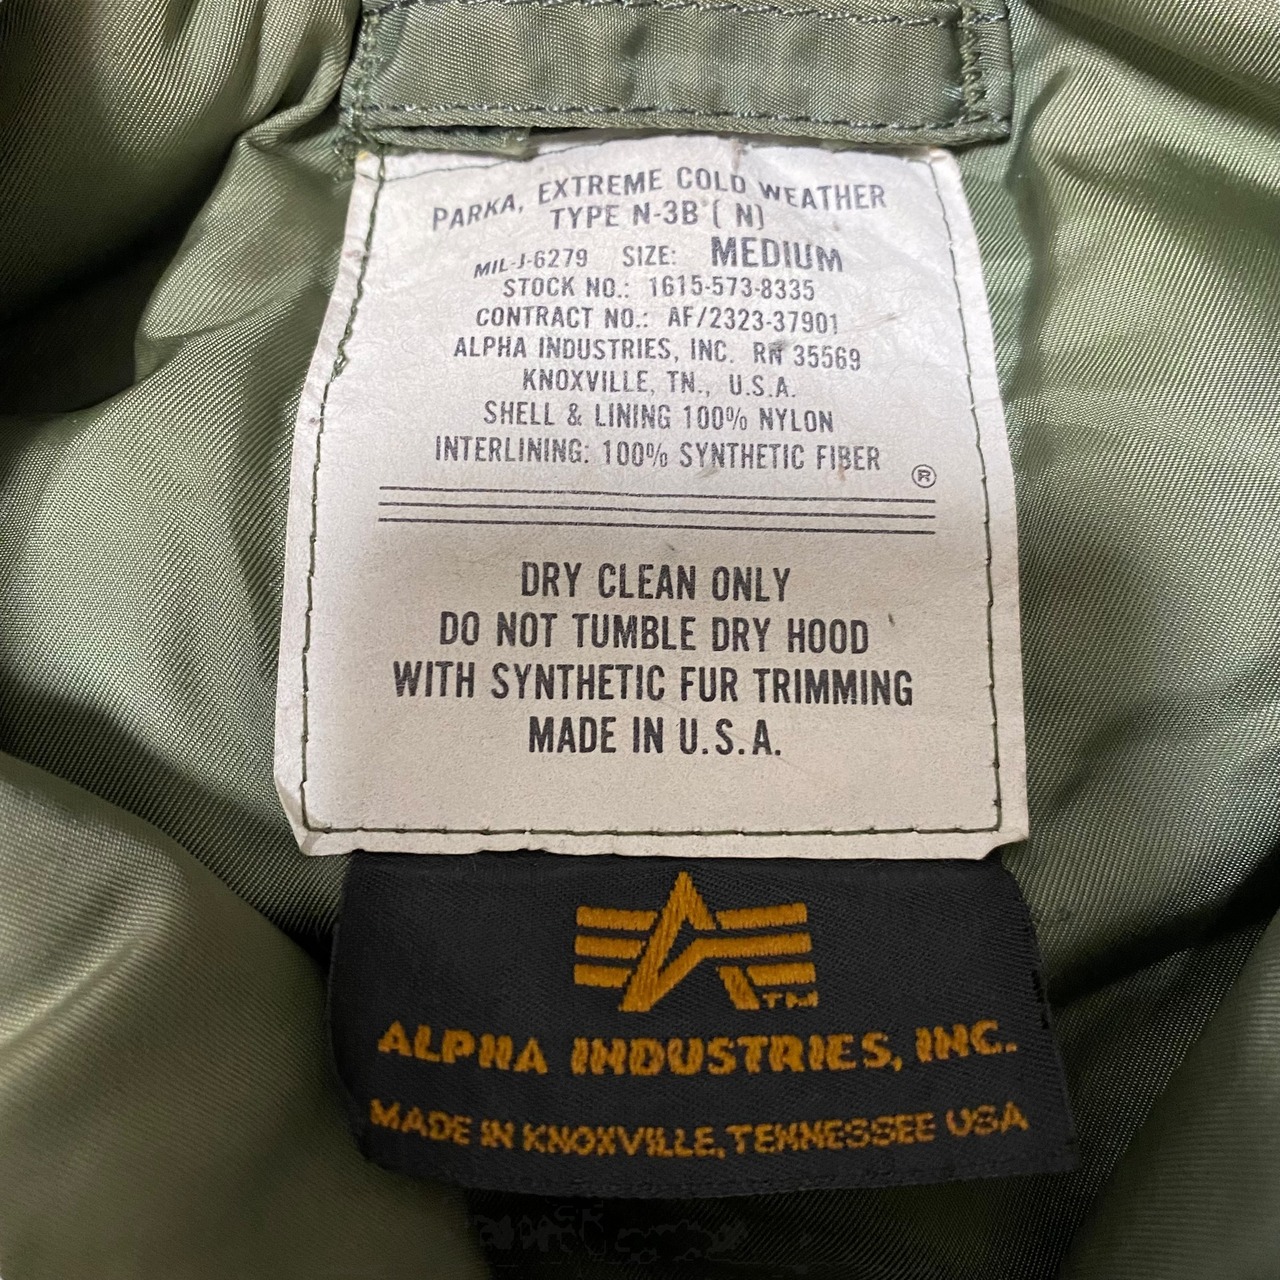 PARKA, EXTREME COLD WEATHER
TYPE N-3B ( N)
MIL-J-6279 SIZE: MEDIUM
STOCK NO.: 1615-573-8335
CONTRACT NO.: AF/2323-37901
ALPHA INDUSTRIES, INC. RN 35569
KNOXVILLE, TN., U.S.A.
SHELL & LINING 100% NYLON
INTERLINING: 100% SYNTHETIC FIBER
®
DRY CLEAN ONLY
DO NOT TUMBLE DRY HOOD
WITH SYNTHETIC FUR TRIMMING
MADE IN U.S.A.
TM
ALPHA INDUSTRIES, INC.
MADE IN KNOXVILLE, TENNESSEE USA